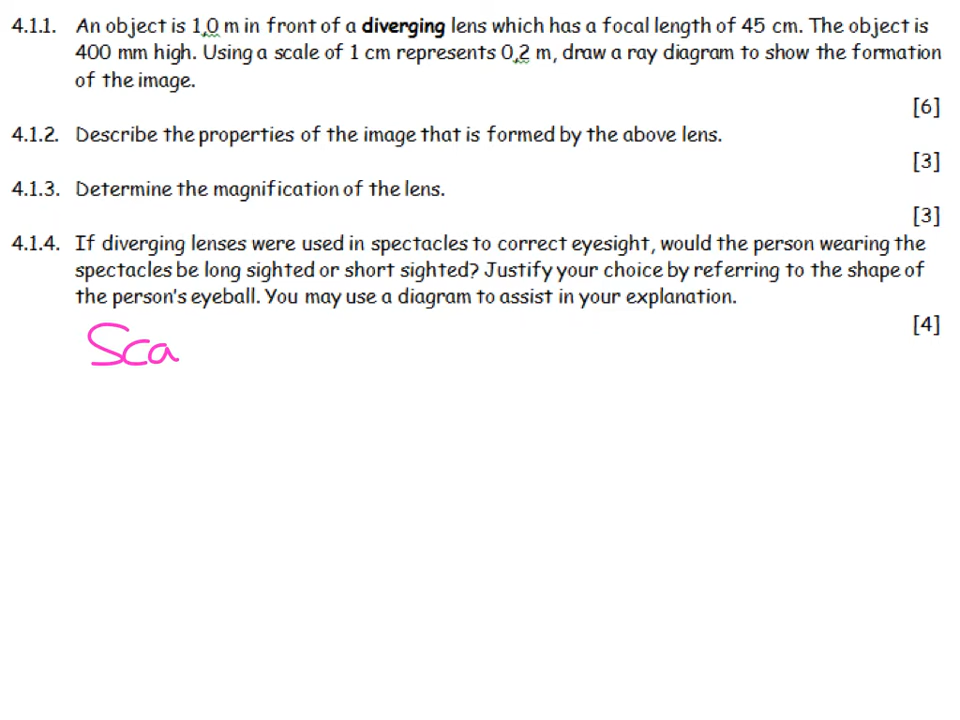 4.1.1. An object is 1,0 m in front of a diverging lens which has a focal length of 45 cm. The object is
400 mm high. Using a scale of 1 cm represents 0,2 m, draw a ray diagram to show the formation
of the image.
[6]
4.1.2. Describe the properties of the image that is formed by the above lens.
[3]
4.1.3. Determine the magnification of the lens.
[3]
4.1.4. If diverging lenses were used in spectacles to correct eyesight, would the person wearing the
spectacles be long sighted or short sighted? Justify your choice by referring to the shape of
the person's eyeball. You may use a diagram to assist in your explanation.
[4]
Sca